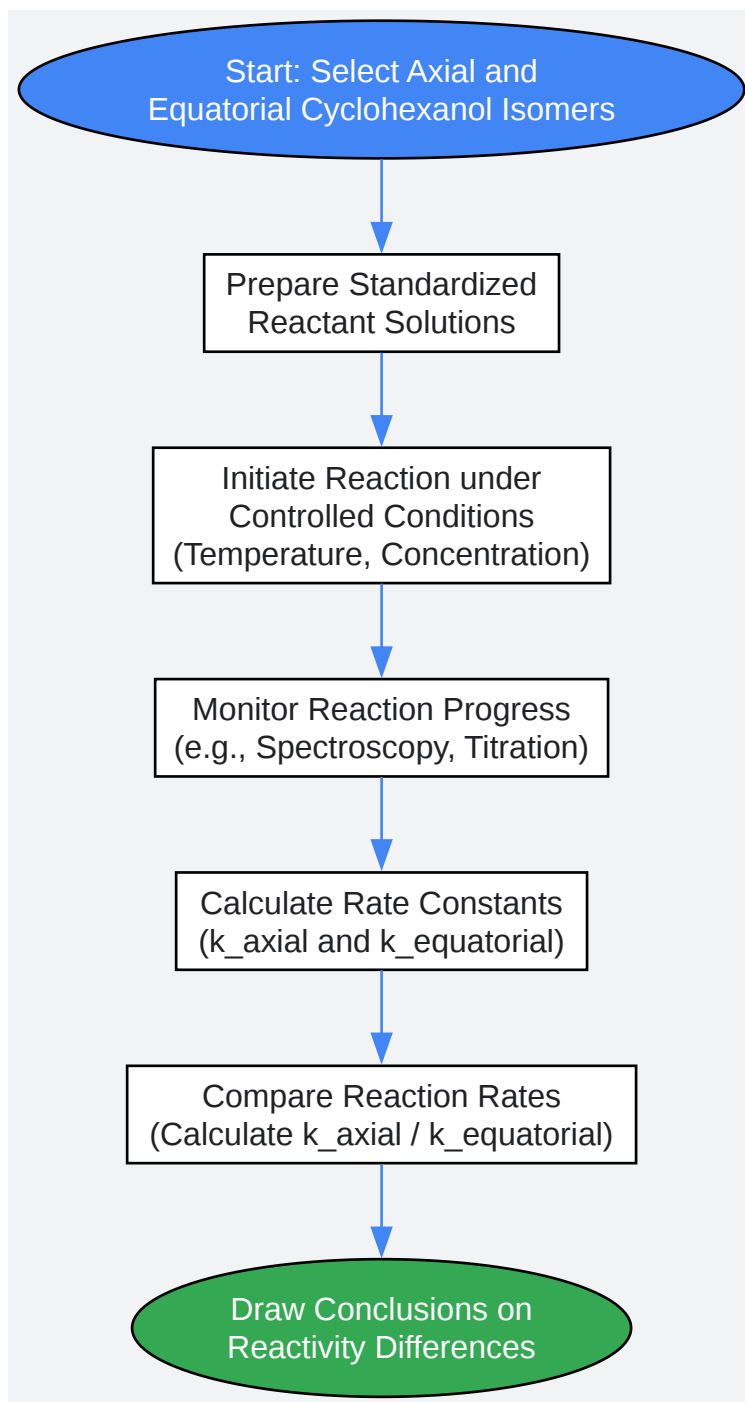 Start: Select Axial and
Equatorial Cyclohexanol Isomers
Prepare Standardized
Reactant Solutions
Initiate Reaction under
Controlled Conditions
(Temperature, Concentration)
Monitor Reaction Progress
(e.g., Spectroscopy, Titration)
Calculate Rate Constants
(k_axial and k_equatorial)
Compare Reaction Rates
(Calculate k_axial / k_equatorial)
Draw Conclusions on
Reactivity Differences